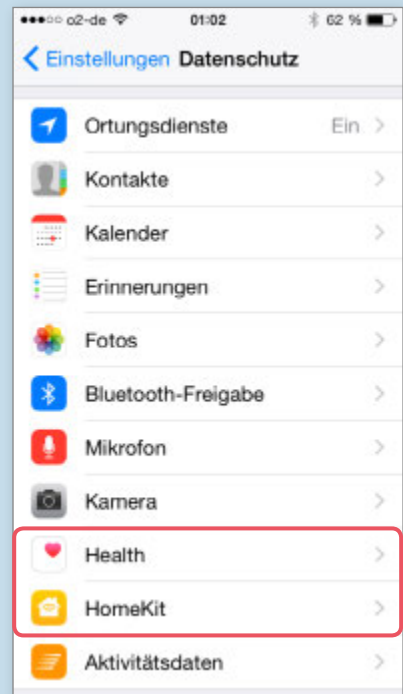 o2-de 01:02 62 %
Einstellungen Datenschutz
Ortungsdienste Ein
Kontakte
Kalender
Erinnerungen
Fotos
Bluetooth-Freigabe
Mikrofon
Kamera
Health
HomeKit
Aktivitätsdaten